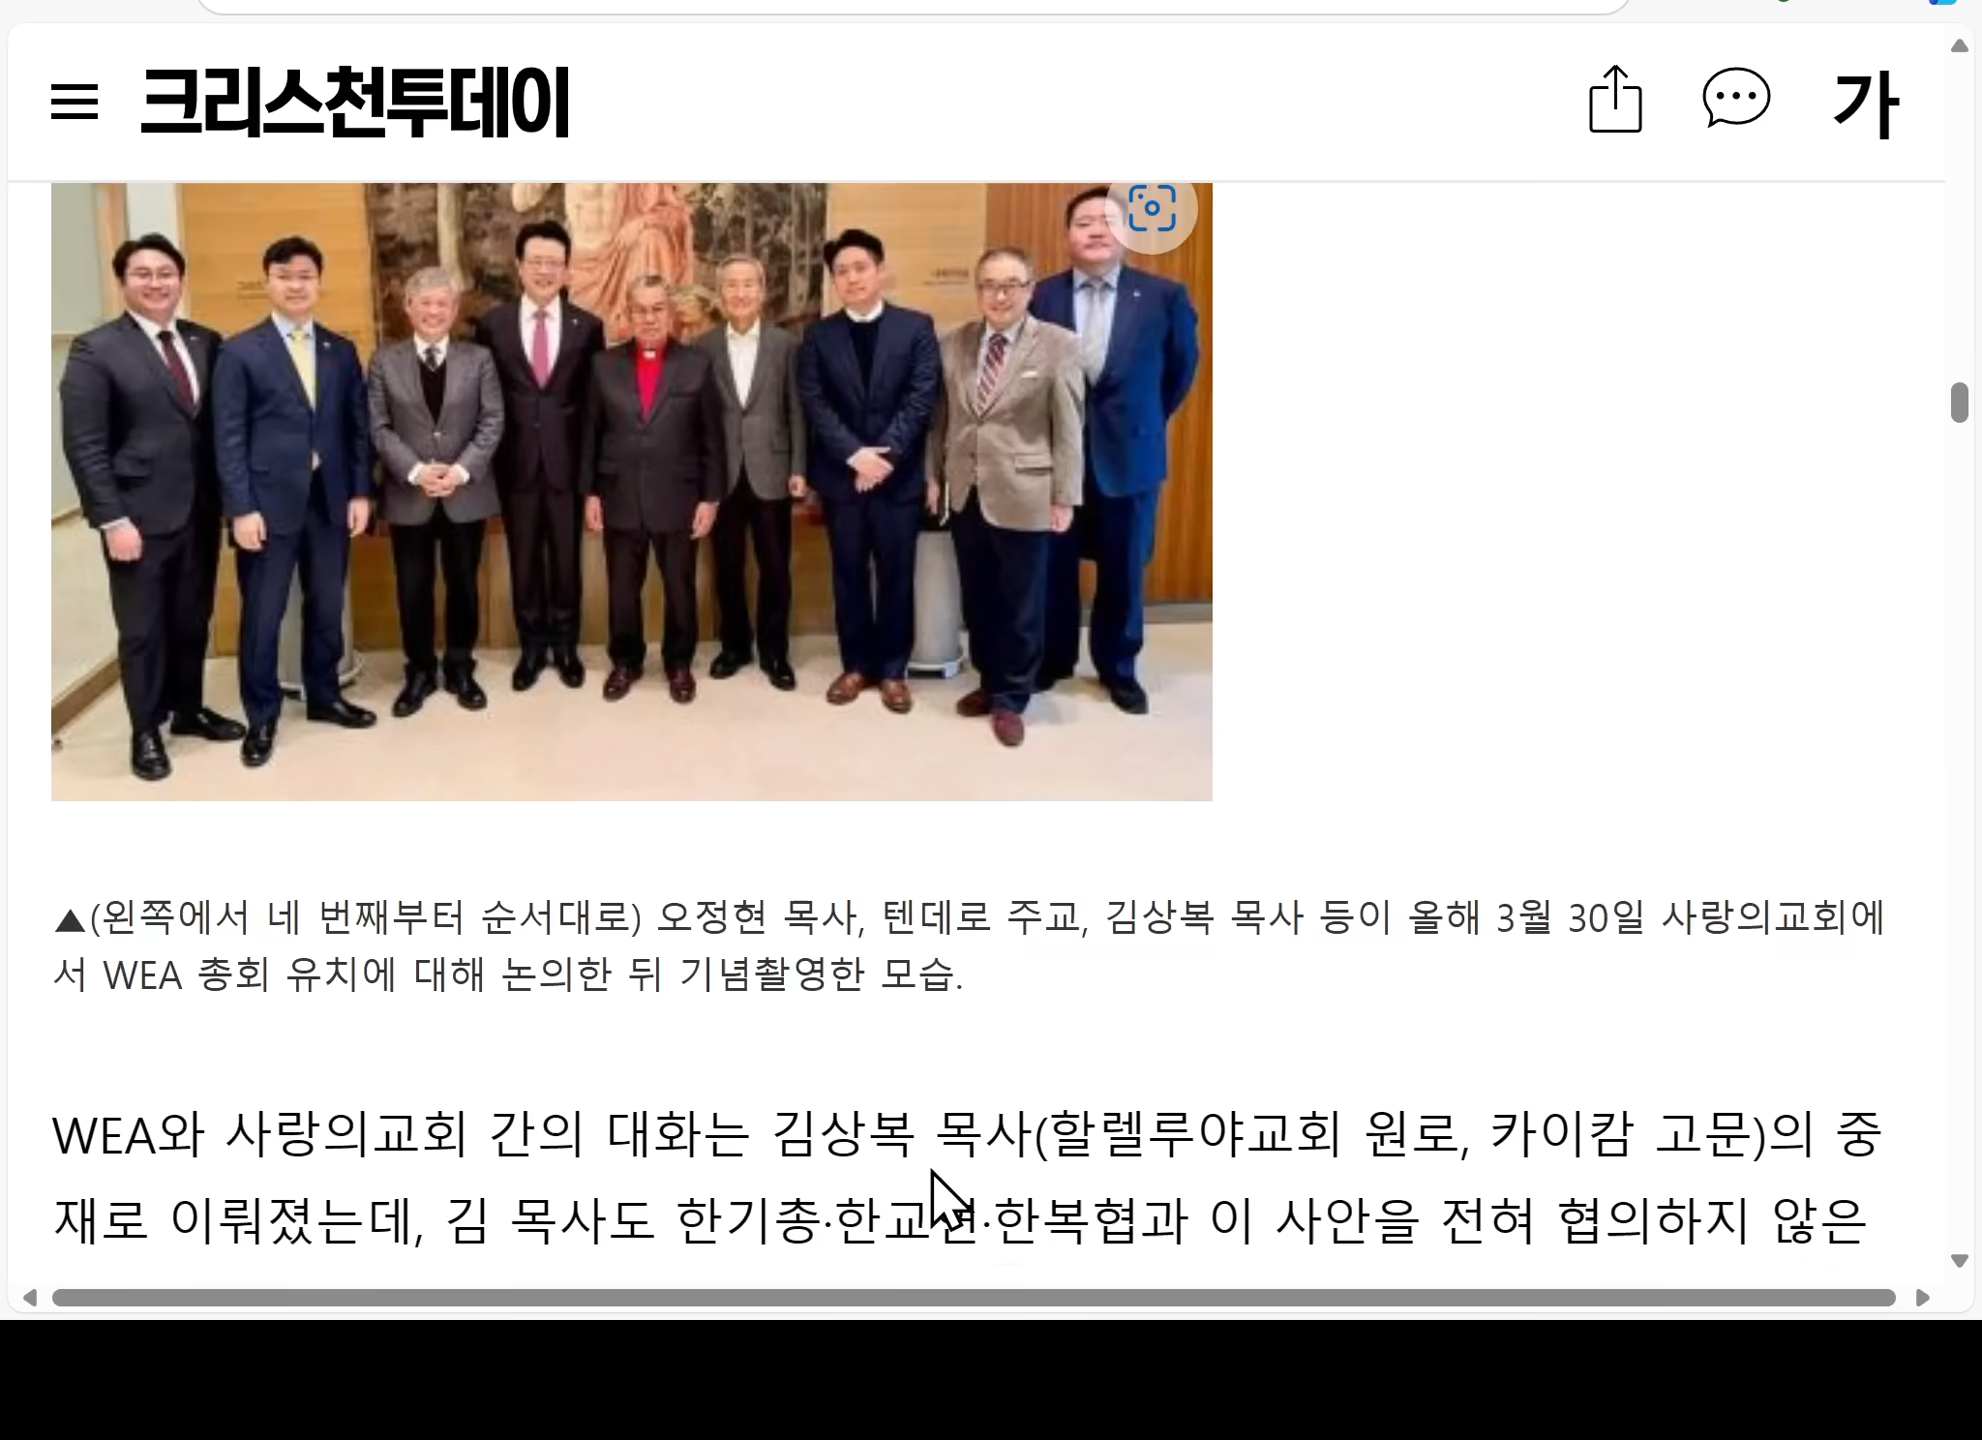 크리스천투데이
가
▲(왼쪽에서 네 번째부터 순서대로) 오정현 목사, 텐데로 주교, 김상복 목사 등이 올해 3월 30일 사랑의교회에
서 WEA 총회 유치에 대해 논의한 뒤 기념촬영한 모습.
WEA와 사랑의교회 간의 대화는 김상복 목사(할렐루야교회 원로, 카이캄 고문)의 중
재로 이뤄졌는데, 김 목사도 한기총·한교연·한복협과 이 사안을 전혀 협의하지 않은